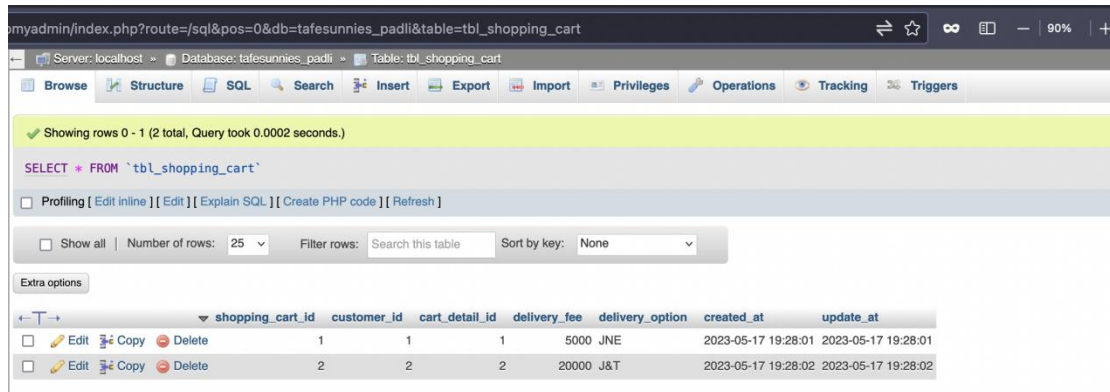 omyadmin/index.php?route=/sql&pos=0&db=tafesunnies_padli&table=tbl_shopping_cart 90%
Server: localhost » Database: tafesunnies_padli » Table: tbl_shopping_cart
Browse Structure SQL Search Insert Export Import Privileges Operations Tracking Triggers
Showing rows 0 - 1 (2 total, Query took 0.0002 seconds.)
SELECT * FROM `tbl_shopping_cart`
Profiling [ Edit inline ] [ Edit ] [ Explain SQL ] [ Create PHP code ] [ Refresh ]
Show all | Number of rows: 25 Filter rows: Search this table Sort by key: None
Extra options
shopping_cart_id customer_id cart_detail_id delivery_fee delivery_option created_at update_at
Edit Copy Delete 1 1 1 5000 JNE 2023-05-17 19:28:01 2023-05-17 19:28:01
Edit Copy Delete 2 2 2 20000 J&T 2023-05-17 19:28:02 2023-05-17 19:28:02